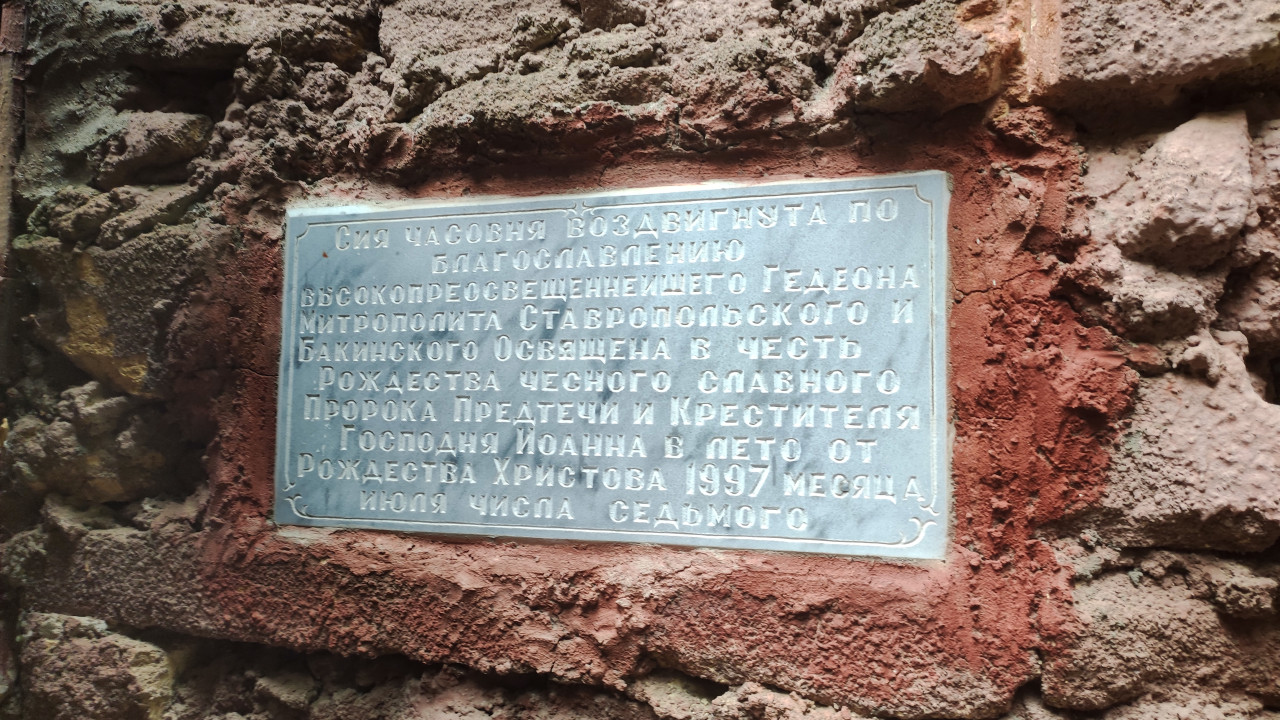 Сия часовня воздвигнута по
благославлению
высокопреосвещеннеишего Гедеона
Митрополита Ставропольского и
Бакинского Освящена в честь
Рождества чесного славного
Пророка Предтечи и Крестителя
Господня Иоанна в лето от
Рождества Христова 1997 месяца
июля числа седьмого